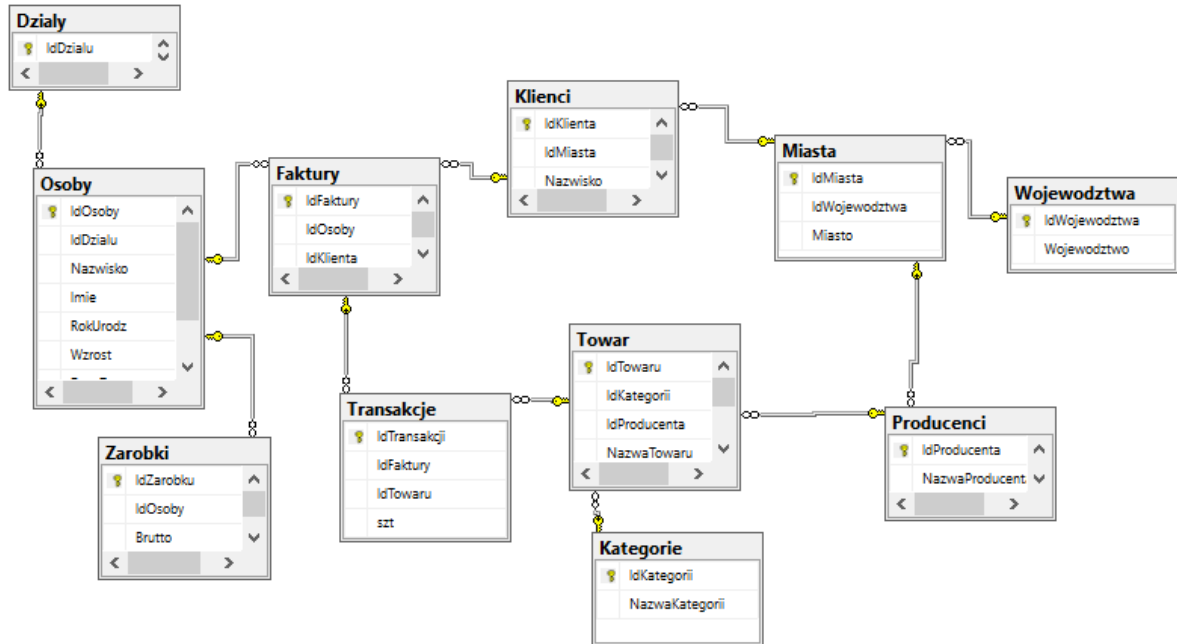 Dzialy
IdDzialu
Osoby
IdOsoby
IdDzialu
Nazwisko
Imie
RokUrodz
Wzrost
Zarobki
IdZarobku
IdOsoby
Brutto
Faktury
IdFaktury
IdOsoby
IdKlienta
Transakcje
IdTransakcji
IdFaktury
IdTowaru
szt
Klienci
IdKlienta
IdMiasta
Nazwisko
Towar
IdTowaru
IdKategorii
IdProducenta
NazwaTowaru
Kategorie
IdKategorii
NazwaKategorii
Miasta
IdMiasta
IdWojewodztwa
Miasto
Producenci
IdProducenta
NazwaProducent
Wojewodztwa
IdWojewodztwa
Wojewodztwo